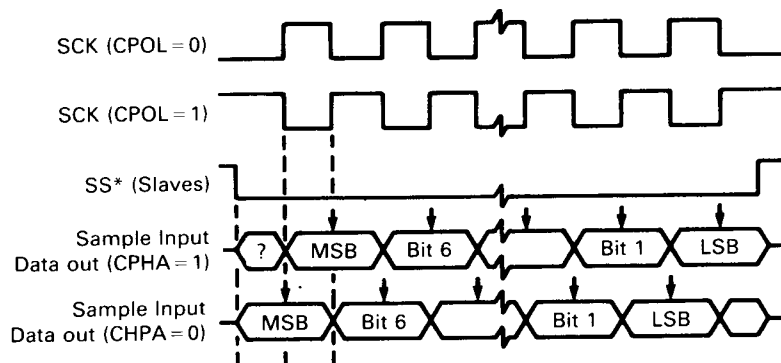 SCK (CPOL = 0)
SCK (CPOL = 1)
SS* (Slaves)
Sample Input
Data out (CPHA = 1)
? MSB Bit 6 Bit 1 LSB
Sample Input
Data out (CHPA = 0)
MSB Bit 6 Bit 1 LSB